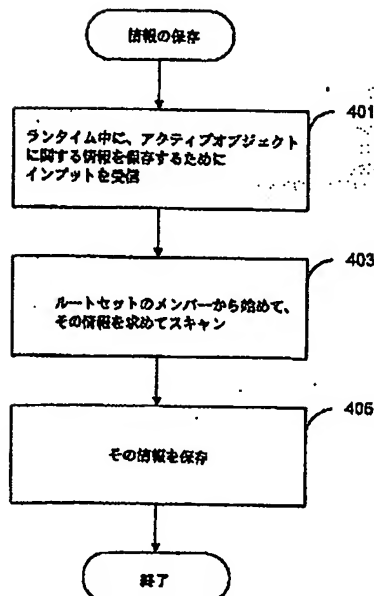 情報の保存
401
ランタイム中に、アクティブオブジェクト
に関する情報を保存するために
インプットを受信
403
ルートセットのメンバーから始めて、
その情報を求めてスキャン
405
その情報を保存
終了